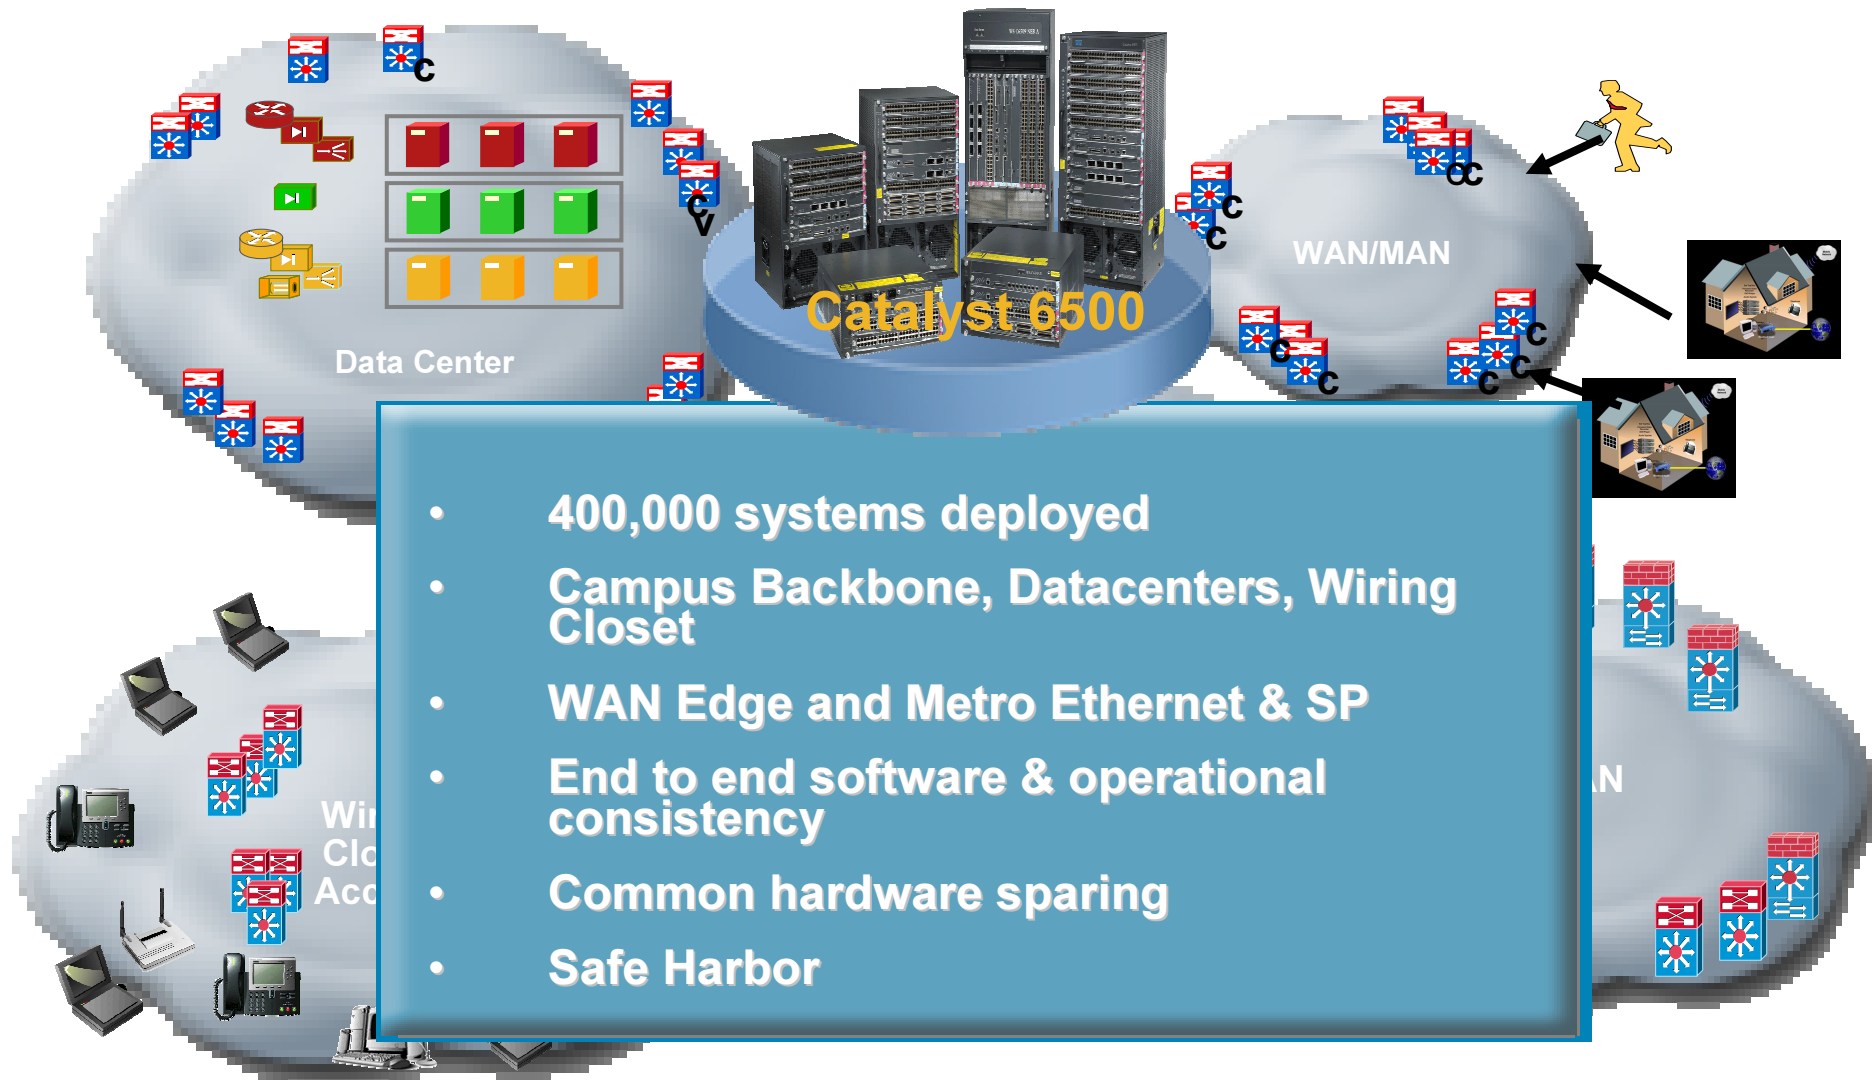 C
C
V
Catalyst 6500
Data Center
WAN/MAN
C
C
C
C
C
C
C
C
C
• 400,000 systems deployed
• Campus Backbone, Datacenters, Wiring
Closet
• WAN Edge and Metro Ethernet & SP
• End to end software & operational
consistency
• Common hardware sparing
• Safe Harbor